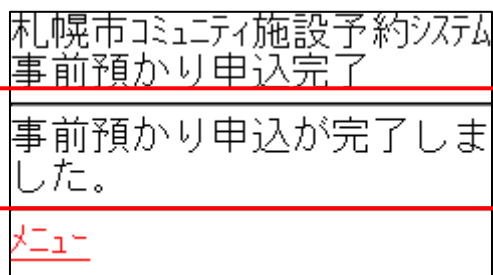 札幌市ｺﾐｭﾆﾃｨ施設予約ｼｽﾃﾑ
事前預かり申込完了
事前預かり申込が完了しま
した。
ﾒﾆｭｰ